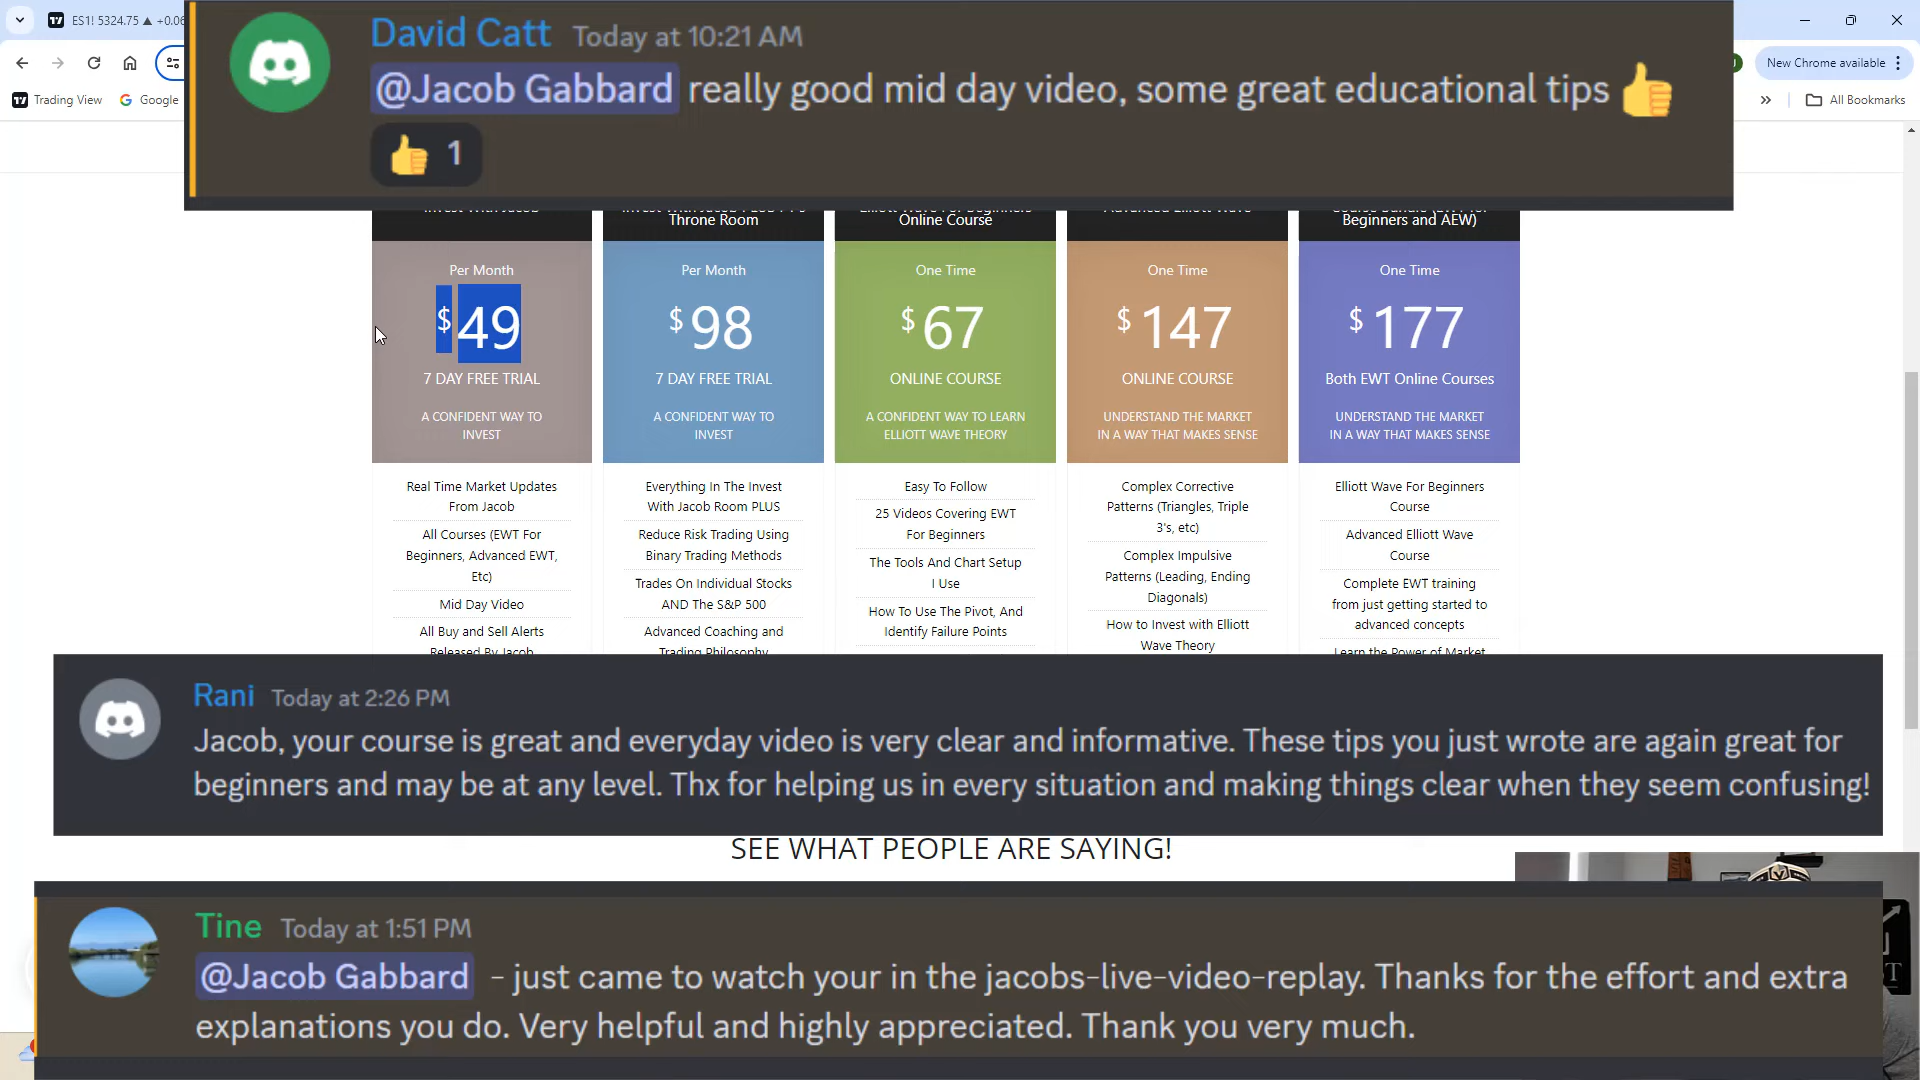 ES1! 5324.75 ▲ +0.06
New Chrome available
Trading View
Google
All Bookmarks
David Catt Today at 10:21 AM
@Jacob Gabbard really good mid day video, some great educational tips 👍
👍 1
Throne Room
Online Course
Beginners and AEW)
Per Month
$49
7 DAY FREE TRIAL
A CONFIDENT WAY TO
INVEST
Real Time Market Updates
From Jacob
All Courses (EWT For
Beginners, Advanced EWT,
Etc)
Mid Day Video
All Buy and Sell Alerts
Released By Jacob
Per Month
$98
7 DAY FREE TRIAL
A CONFIDENT WAY TO
INVEST
Everything In The Invest
With Jacob Room PLUS
Reduce Risk Trading Using
Binary Trading Methods
Trades On Individual Stocks
AND The S&P 500
Advanced Coaching and
Trading Philosophy
One Time
$67
ONLINE COURSE
A CONFIDENT WAY TO LEARN
ELLIOTT WAVE THEORY
Easy To Follow
25 Videos Covering EWT
For Beginners
The Tools And Chart Setup
I Use
How To Use The Pivot, And
Identify Failure Points
One Time
$147
ONLINE COURSE
UNDERSTAND THE MARKET
IN A WAY THAT MAKES SENSE
Complex Corrective
Patterns (Triangles, Triple
3's, etc)
Complex Impulsive
Patterns (Leading, Ending
Diagonals)
How to Invest with Elliott
Wave Theory
One Time
$177
Both EWT Online Courses
UNDERSTAND THE MARKET
IN A WAY THAT MAKES SENSE
Elliott Wave For Beginners
Course
Advanced Elliott Wave
Course
Complete EWT training
from just getting started to
advanced concepts
Learn the Power of Market
Rani Today at 2:26 PM
Jacob, your course is great and everyday video is very clear and informative. These tips you just wrote are again great for
beginners and may be at any level. Thx for helping us in every situation and making things clear when they seem confusing!
SEE WHAT PEOPLE ARE SAYING!
Tine Today at 1:51 PM
@Jacob Gabbard - just came to watch your in the jacobs-live-video-replay. Thanks for the effort and extra
explanations you do. Very helpful and highly appreciated. Thank you very much.